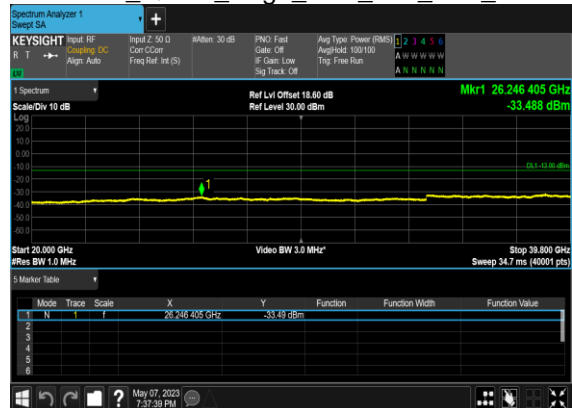 Spectrum Analyzer 1
Swept SA
+
KEYSIGHT Input: RF Input Z: 50 Ω #Atten: 30 dB PNO: Fast Avg Type: Power (RMS) 1 2 3 4 5 6
R T Coupling: DC Corr CCorr Gate: Off Avg|Hold: 100/100 A W W W W W
Align: Auto Freq Ref: Int (S) IF Gain: Low Trig: Free Run
Sig Track: Off A N N N N N
1 Spectrum Ref Lvl Offset 18.60 dB Mkr1 26.246 405 GHz
Scale/Div 10 dB Ref Level 30.00 dBm -33.488 dBm
Log
20.0
10.0
0.00
-10.0
DL1 -13.00 dBm
-20.0
1
-30.0
-40.0
-50.0
-60.0
Start 20.000 GHz Video BW 3.0 MHz* Stop 39.800 GHz
#Res BW 1.0 MHz Sweep 34.7 ms (40001 pts)
5 Marker Table
Mode Trace Scale X Y Function Function Width Function Value
1 N 1 f 26.246 405 GHz -33.49 dBm
2
3
4
5
6
? May 07, 2023
7:37:39 PM